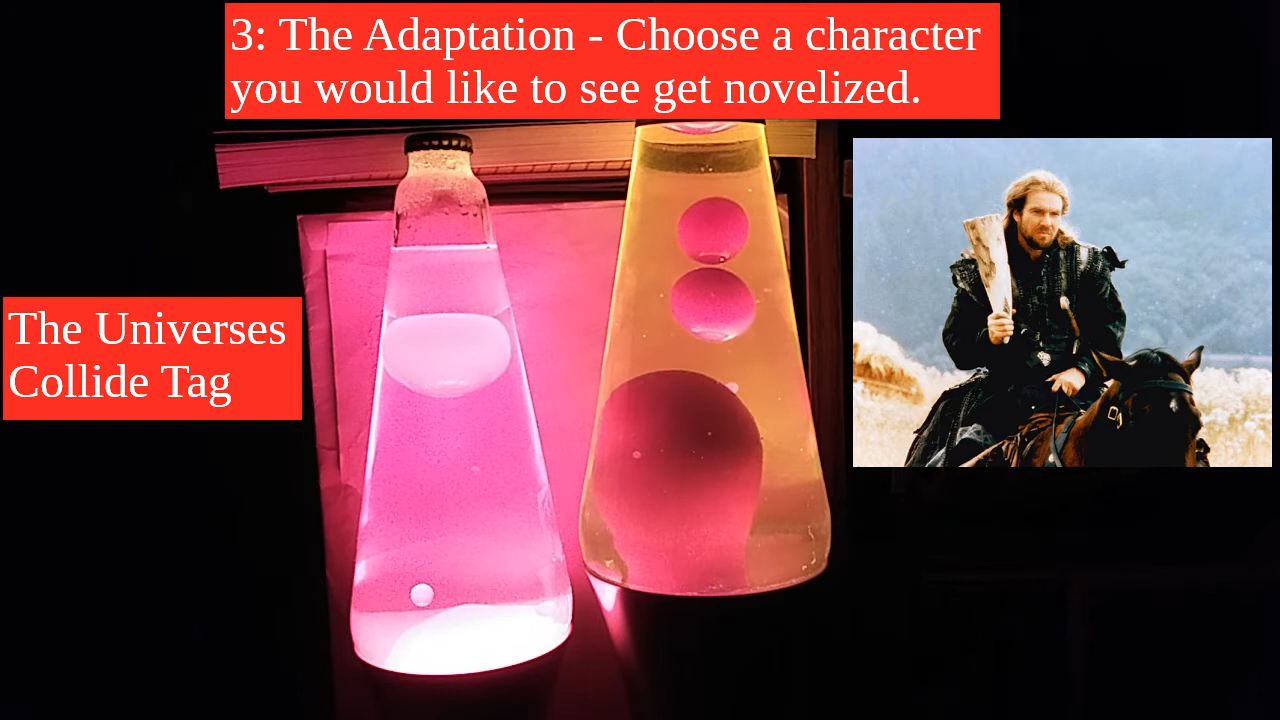 3: The Adaptation - Choose a character
you would like to see get novelized.
The Universes
Collide Tag